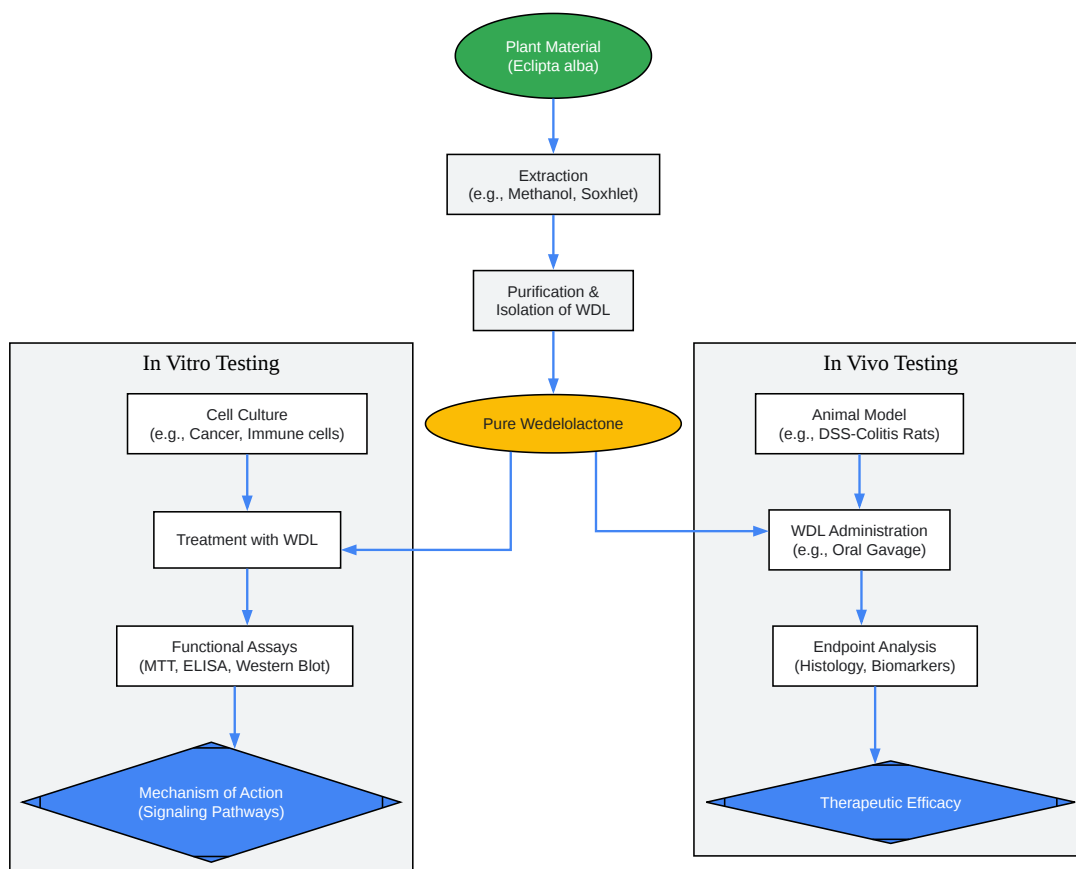 Plant Material
(Eclipta alba)
Extraction
(e.g., Methanol, Soxhlet)
Purification &
Isolation of WDL
Pure Wedelolactone
In Vitro Testing
Cell Culture
(e.g., Cancer, Immune cells)
Treatment with WDL
Functional Assays
(MTT, ELISA, Western Blot)
Mechanism of Action
(Signaling Pathways)
In Vivo Testing
Animal Model
(e.g., DSS-Colitis Rats)
WDL Administration
(e.g., Oral Gavage)
Endpoint Analysis
(Histology, Biomarkers)
Therapeutic Efficacy